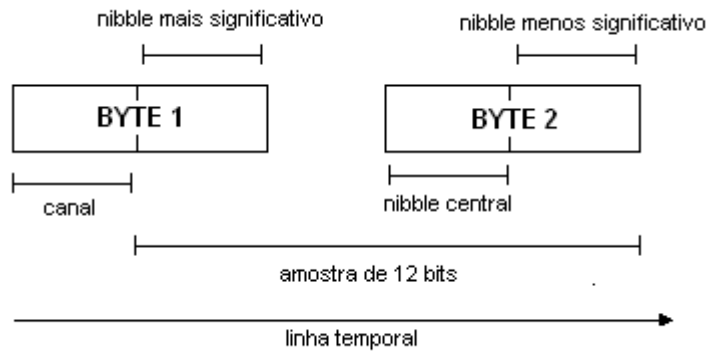 nibble mais significativo
nibble menos significativo
BYTE 1
BYTE 2
canal
nibble central
amostra de 12 bits
linha temporal